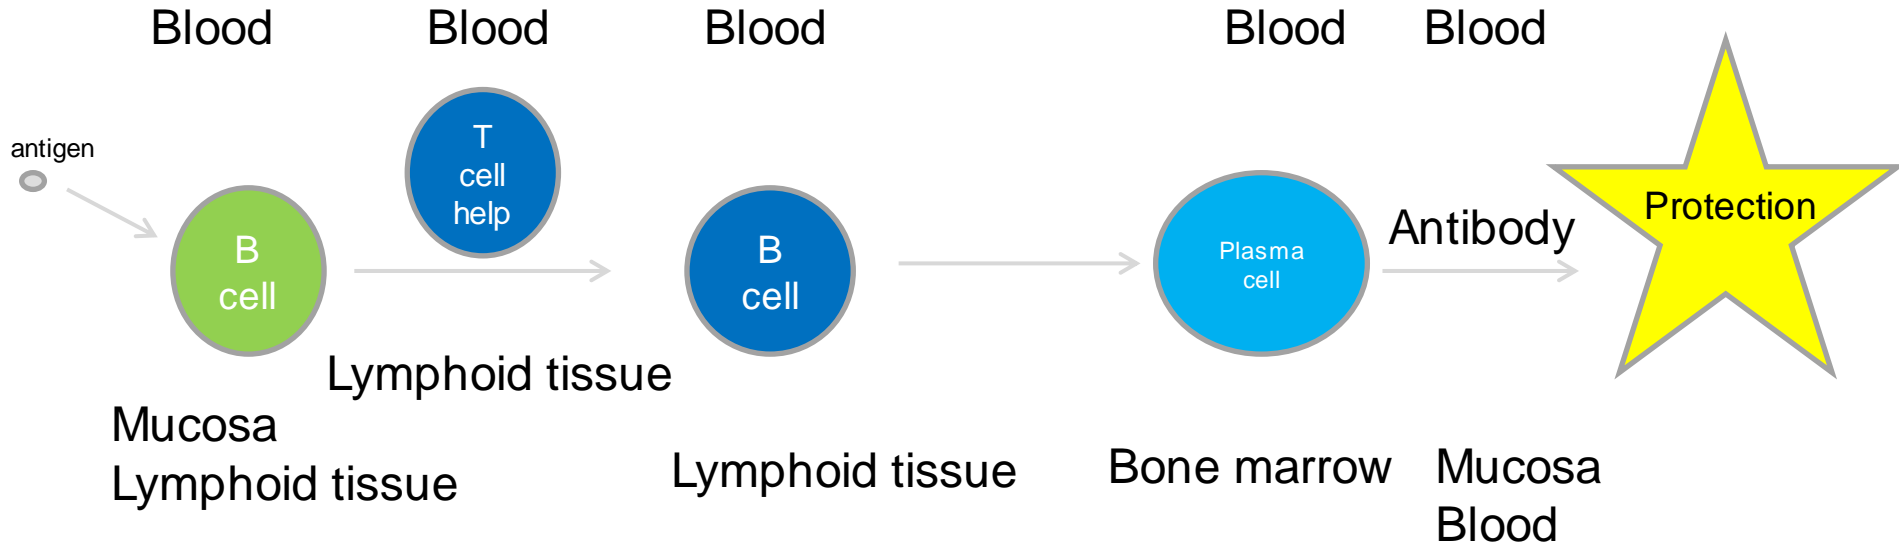 Blood
Blood
Blood
Blood
Blood
antigen
T
cell
help
B
cell
B
cell
Plasma
cell
Antibody
Protection
Lymphoid tissue
Mucosa
Lymphoid tissue
Lymphoid tissue
Bone marrow
Mucosa
Blood